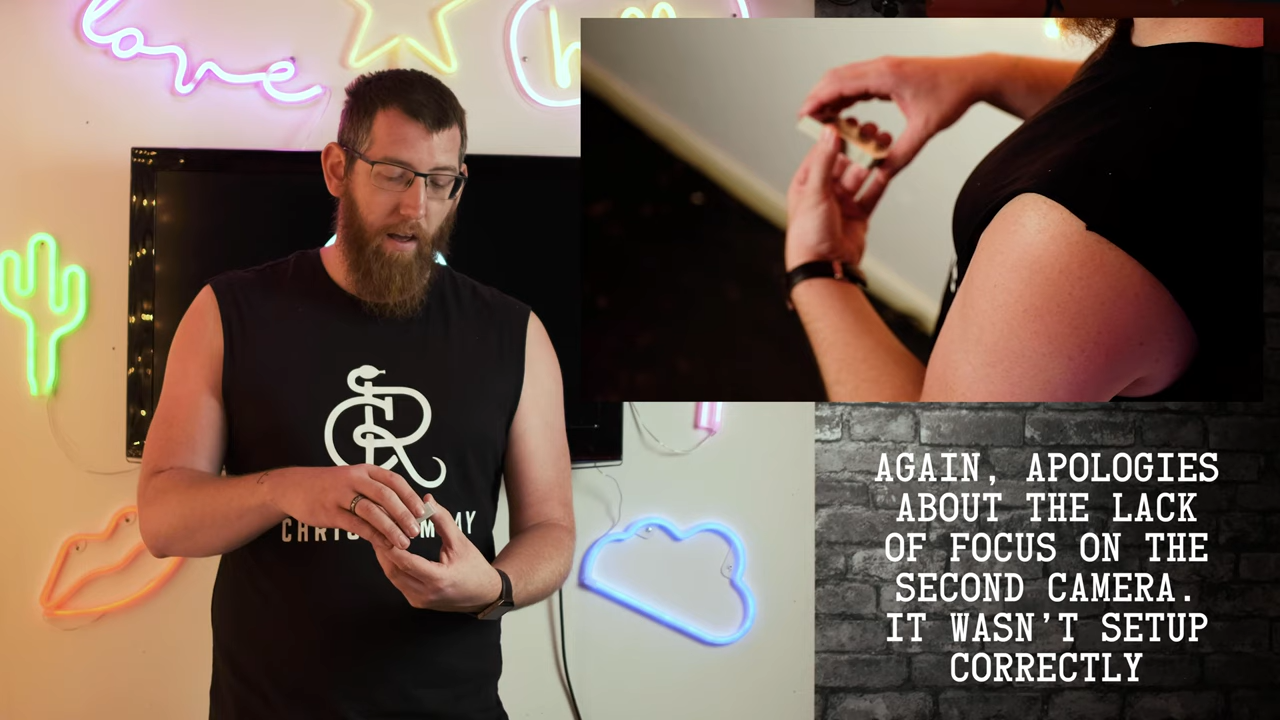 love
AGAIN, APOLOGIES
ABOUT THE LACK
OF FOCUS ON THE
SECOND CAMERA.
IT WASN'T SETUP
CORRECTLY